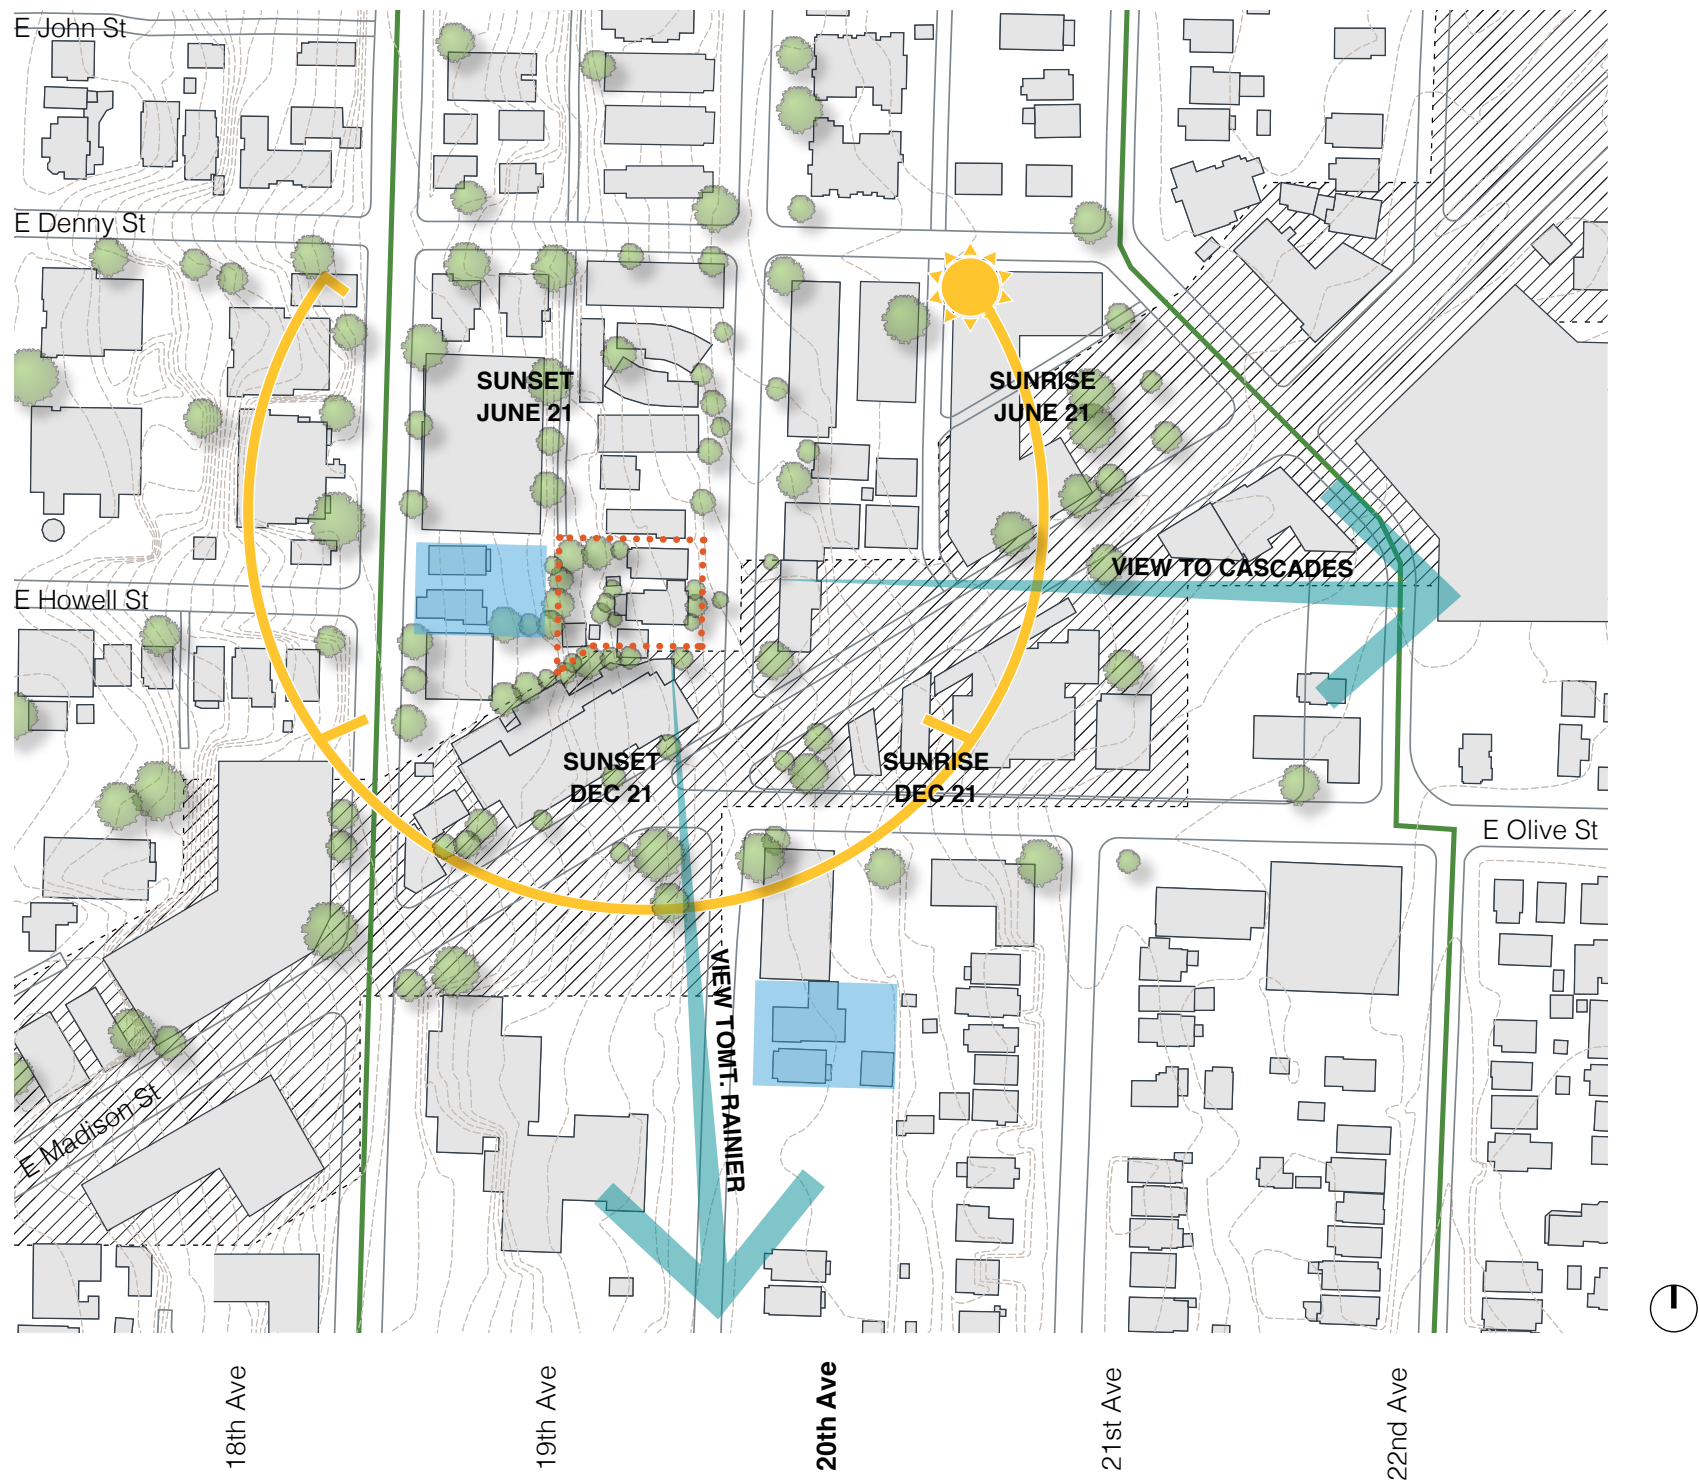 E John St
E Denny St
SUNSET
JUNE 21
SUNRISE
JUNE 21
VIEW TO CASCADES
E Howell St
SUNSET
DEC 21
SUNRISE
DEC 21
E Olive St
VIEW TOMT. RAINIER
E Madison St
18th Ave
19th Ave
20th Ave
21st Ave
22nd Ave